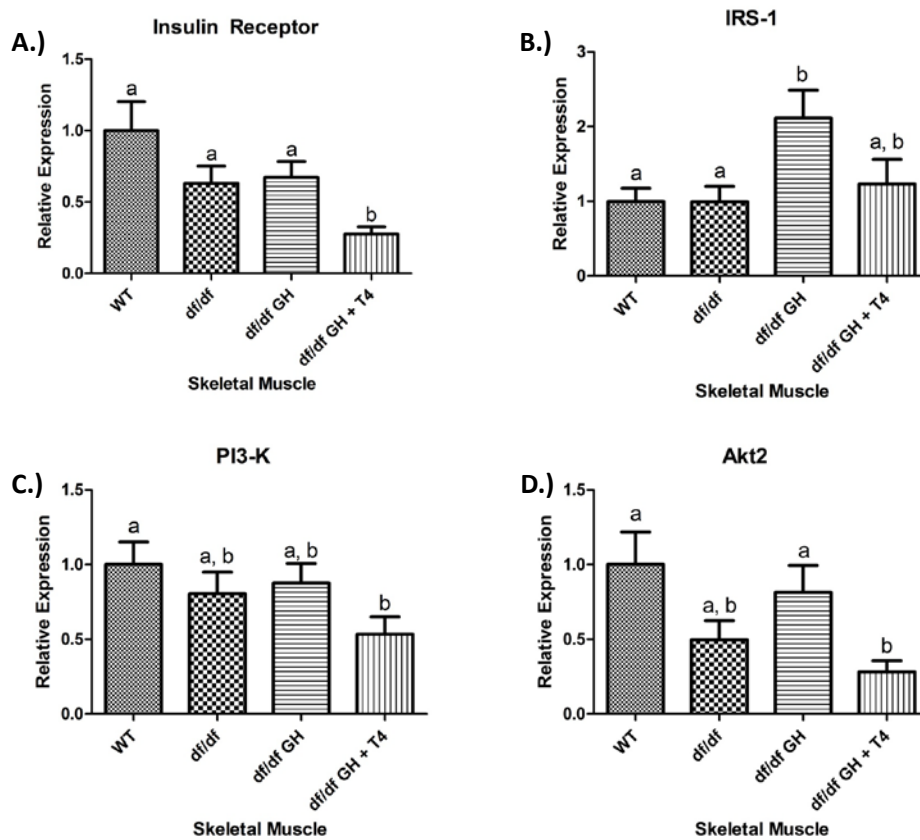 A.)
Insulin Receptor
Relative Expression
1.5
1.0
0.5
0.0
a
a
a
b
WT
df/df
df/df GH
df/df GH + T4
Skeletal Muscle
B.)
IRS-1
Relative Expression
3
2
1
0
a
a
b
a, b
WT
df/df
df/df GH
df/df GH + T4
Skeletal Muscle
C.)
PI3-K
Relative Expression
1.5
1.0
0.5
0.0
a
a, b
a, b
b
WT
df/df
df/df GH
df/df GH + T4
Skeletal Muscle
D.)
Akt2
Relative Expression
1.5
1.0
0.5
0.0
a
a, b
a
b
WT
df/df
df/df GH
df/df GH + T4
Skeletal Muscle